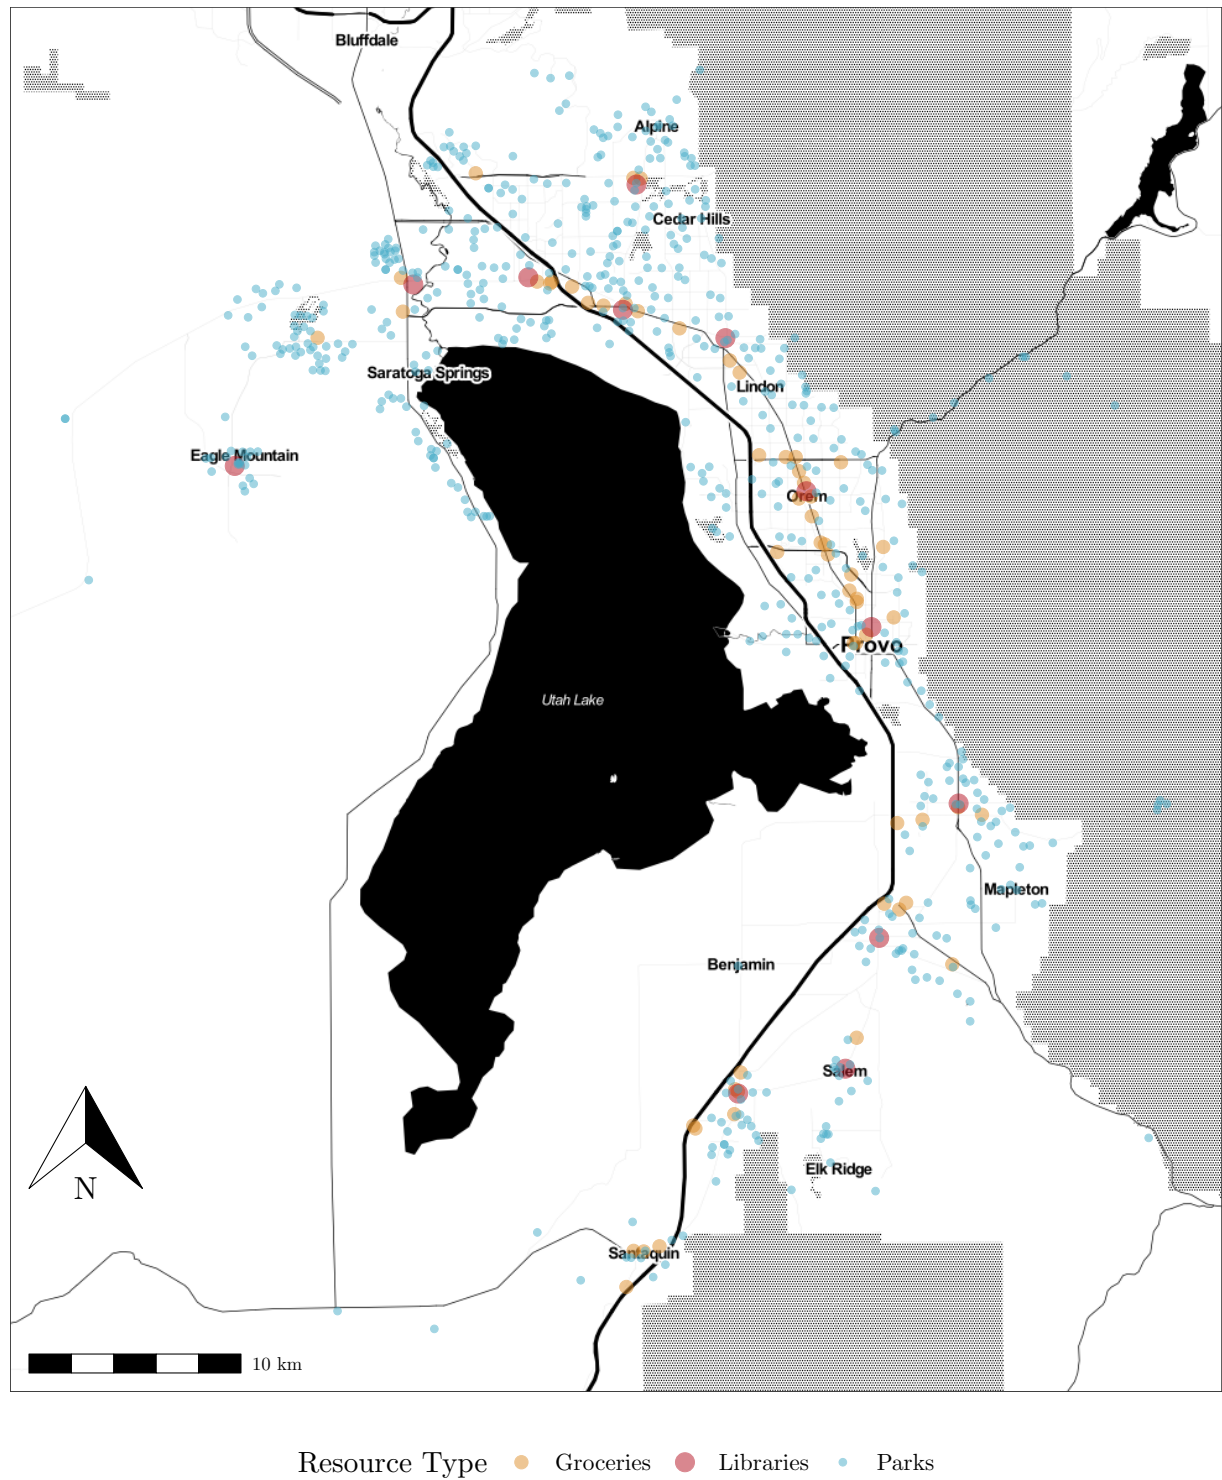 Bluffdale
Alpine
Cedar Hills
Saratoga Springs
Lindon
Eagle Mountain
Orem
Provo
Utah Lake
Mapleton
Benjamin
Salem
Elk Ridge
N
Santaquin
10 km
Resource Type Groceries Libraries Parks